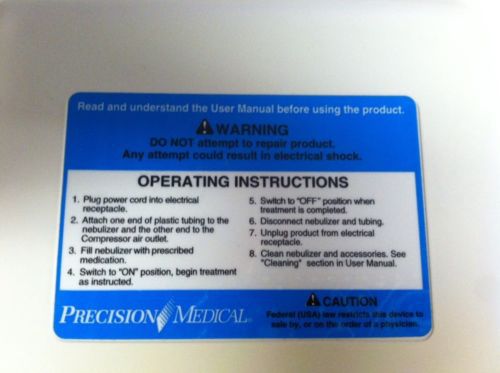 Read and understand the User Manual before using the product.
WARNING
DO NOT attempt to repair product.
Any attempt could result in electrical shock.
OPERATING INSTRUCTIONS
1. Plug power cord into electrical
receptacle.
2. Attach one end of plastic tubing to the
nebulizer and the other end to the
Compressor air outlet.
3. Fill nebulizer with prescribed
medication.
4. Switch to "ON" position, begin treatment
as instructed.
5. Switch to "OFF" position when
treatment is completed.
6. Disconnect nebulizer and tubing.
7. Unplug product from electrical
receptacle.
8. Clean nebulizer and accessories. See
"Cleaning" section in User Manual.
PRECISION MEDICAL
CAUTION
Federal (USA) law restricts this device to
sale by, or on the order of a physician.